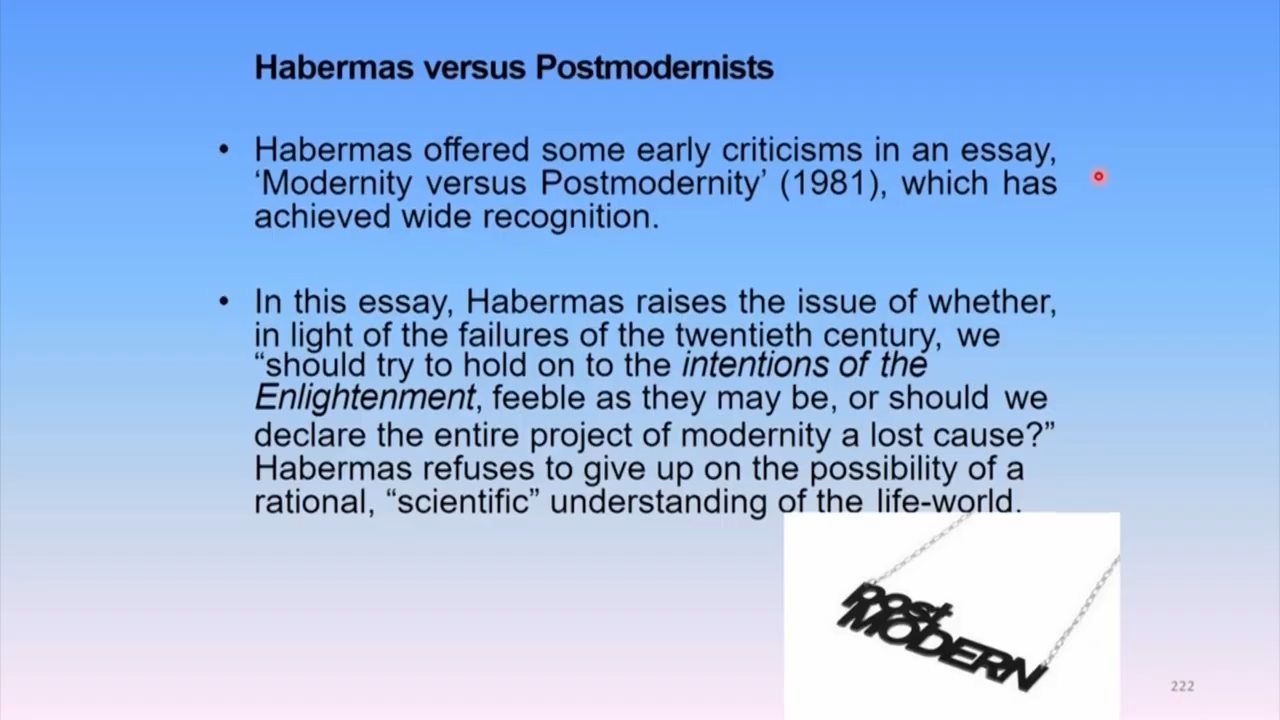 Habermas versus Postmodernists
• Habermas offered some early criticisms in an essay,
‘Modernity versus Postmodernity’ (1981), which has
achieved wide recognition.
• In this essay, Habermas raises the issue of whether,
in light of the failures of the twentieth century, we
“should try to hold on to the intentions of the
Enlightenment, feeble as they may be, or should we
declare the entire project of modernity a lost cause?”
Habermas refuses to give up on the possibility of a
rational, “scientific” understanding of the life-world.
post
MODERN
222